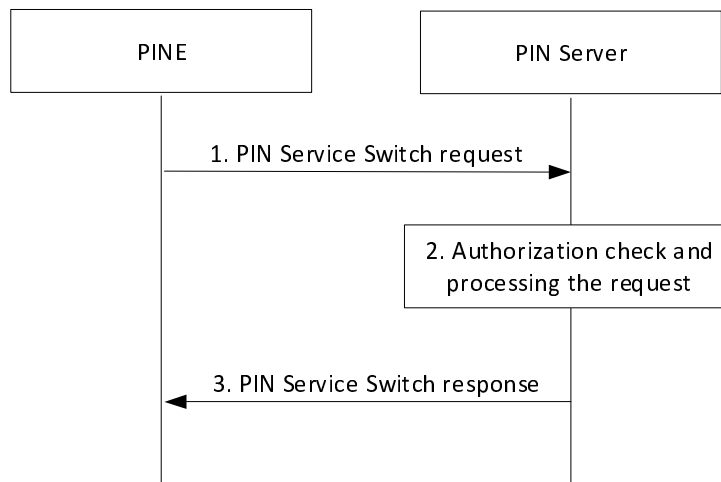 PINE
PIN Server
1. PIN Service Switch request
2. Authorization check and
processing the request
3. PIN Service Switch response